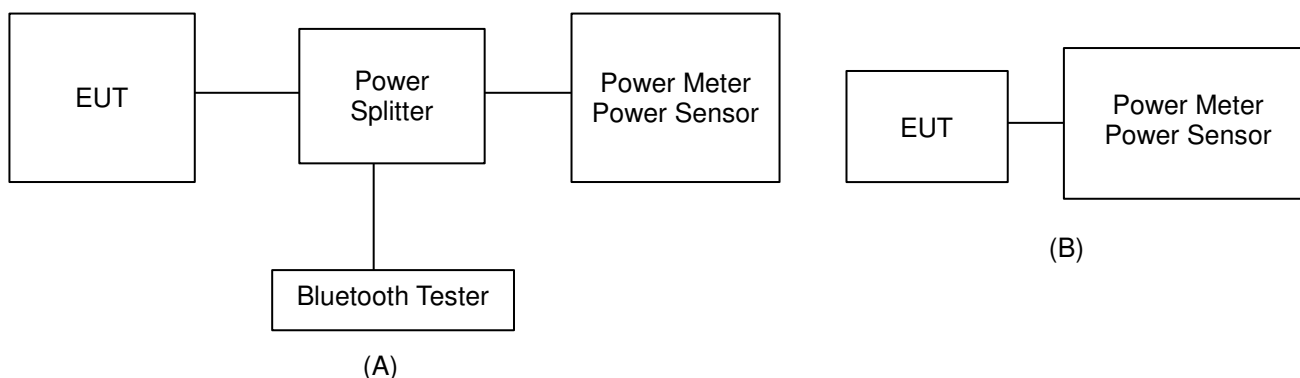 EUT
Power
Splitter
Power Meter
Power Sensor
Bluetooth Tester
(A)
EUT
Power Meter
Power Sensor
(B)